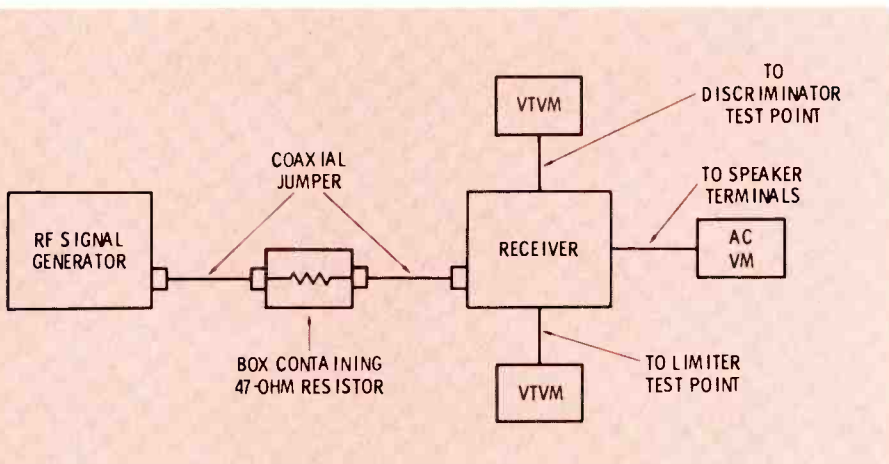 TO
DISCRIMINATOR
TEST POINT
VTVM
COAXIAL
JUMPER
TO SPEAKER
TERMINALS
RF SIGNAL
GENERATOR
RECEIVER
AC
VM
BOX CONTAINING
47-OHM RESISTOR
TO LIMITER
TEST POINT
VTVM